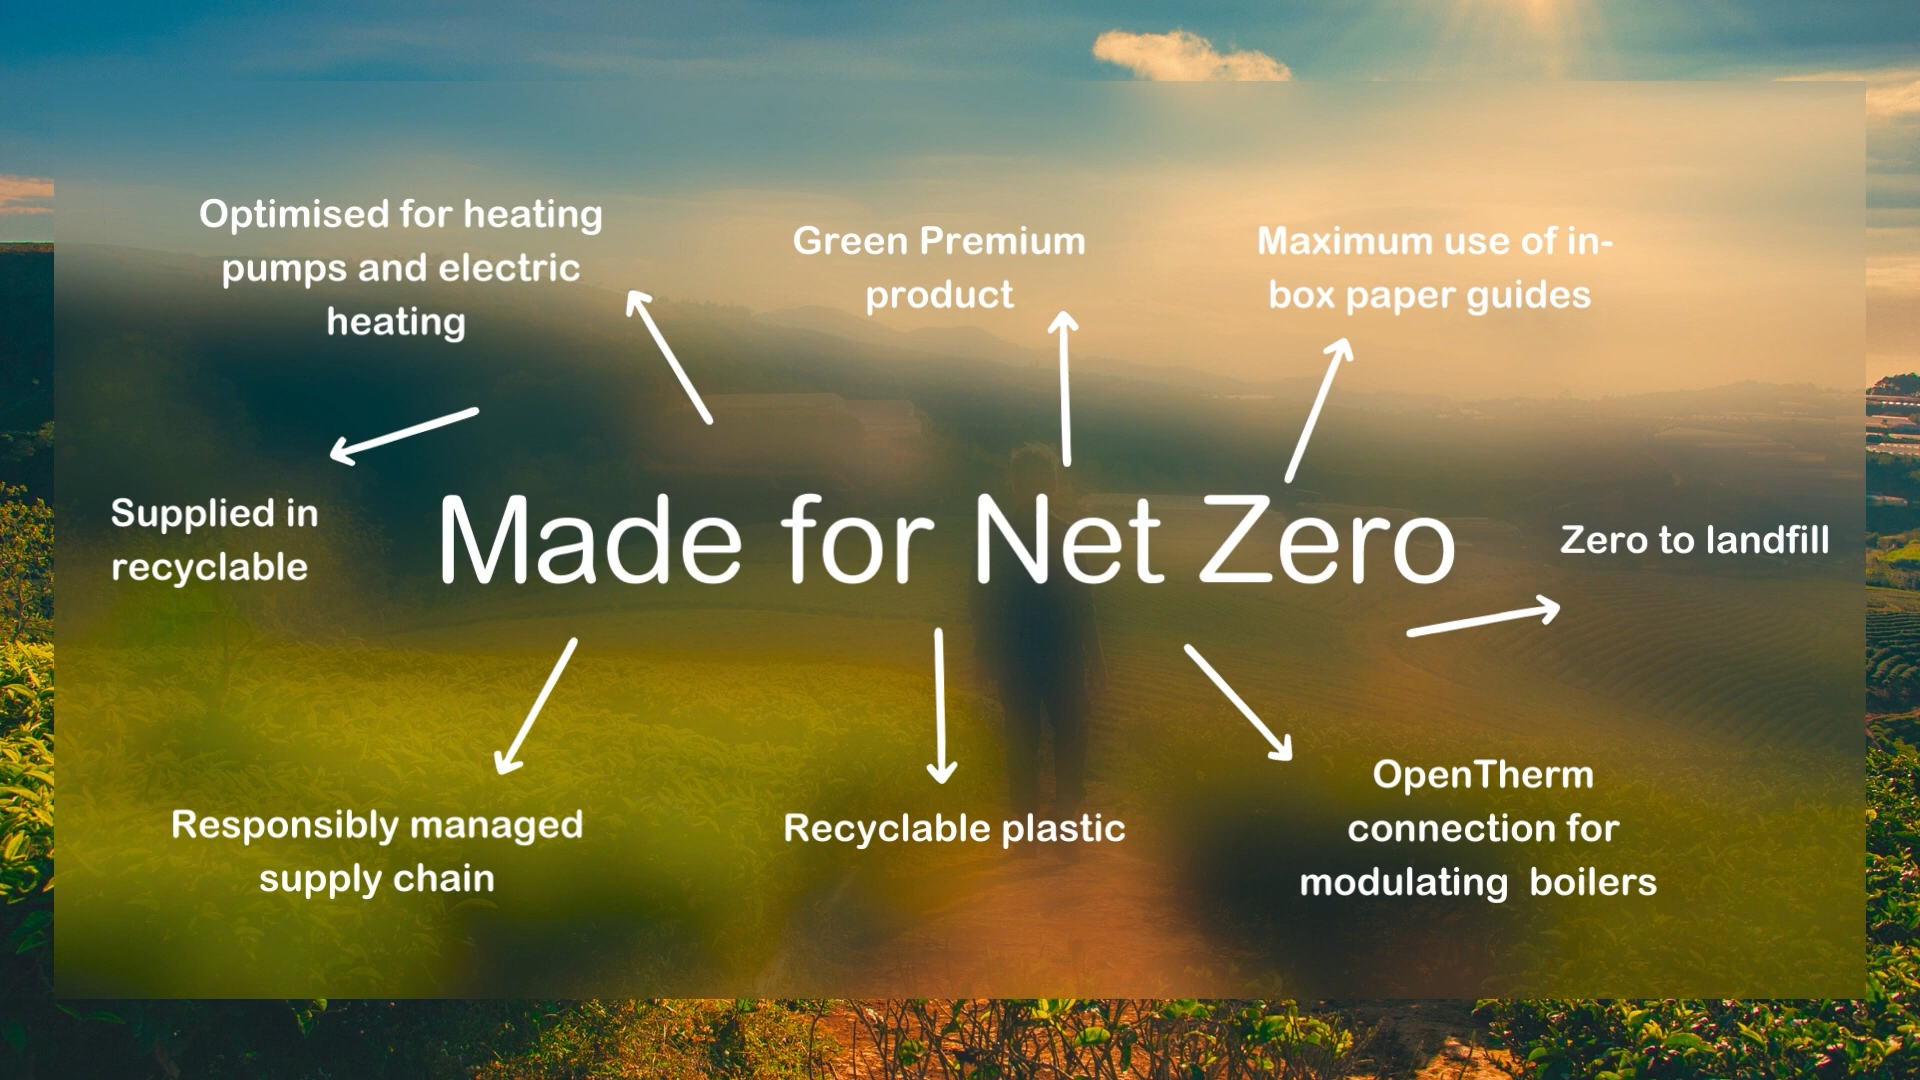 Optimised for heating
pumps and electric
heating
Green Premium
product
Maximum use of in-
box paper guides
Supplied in
recyclable
Made for Net Zero
Zero to landfill
Responsibly managed
supply chain
Recyclable plastic
OpenTherm
connection for
modulating  boilers